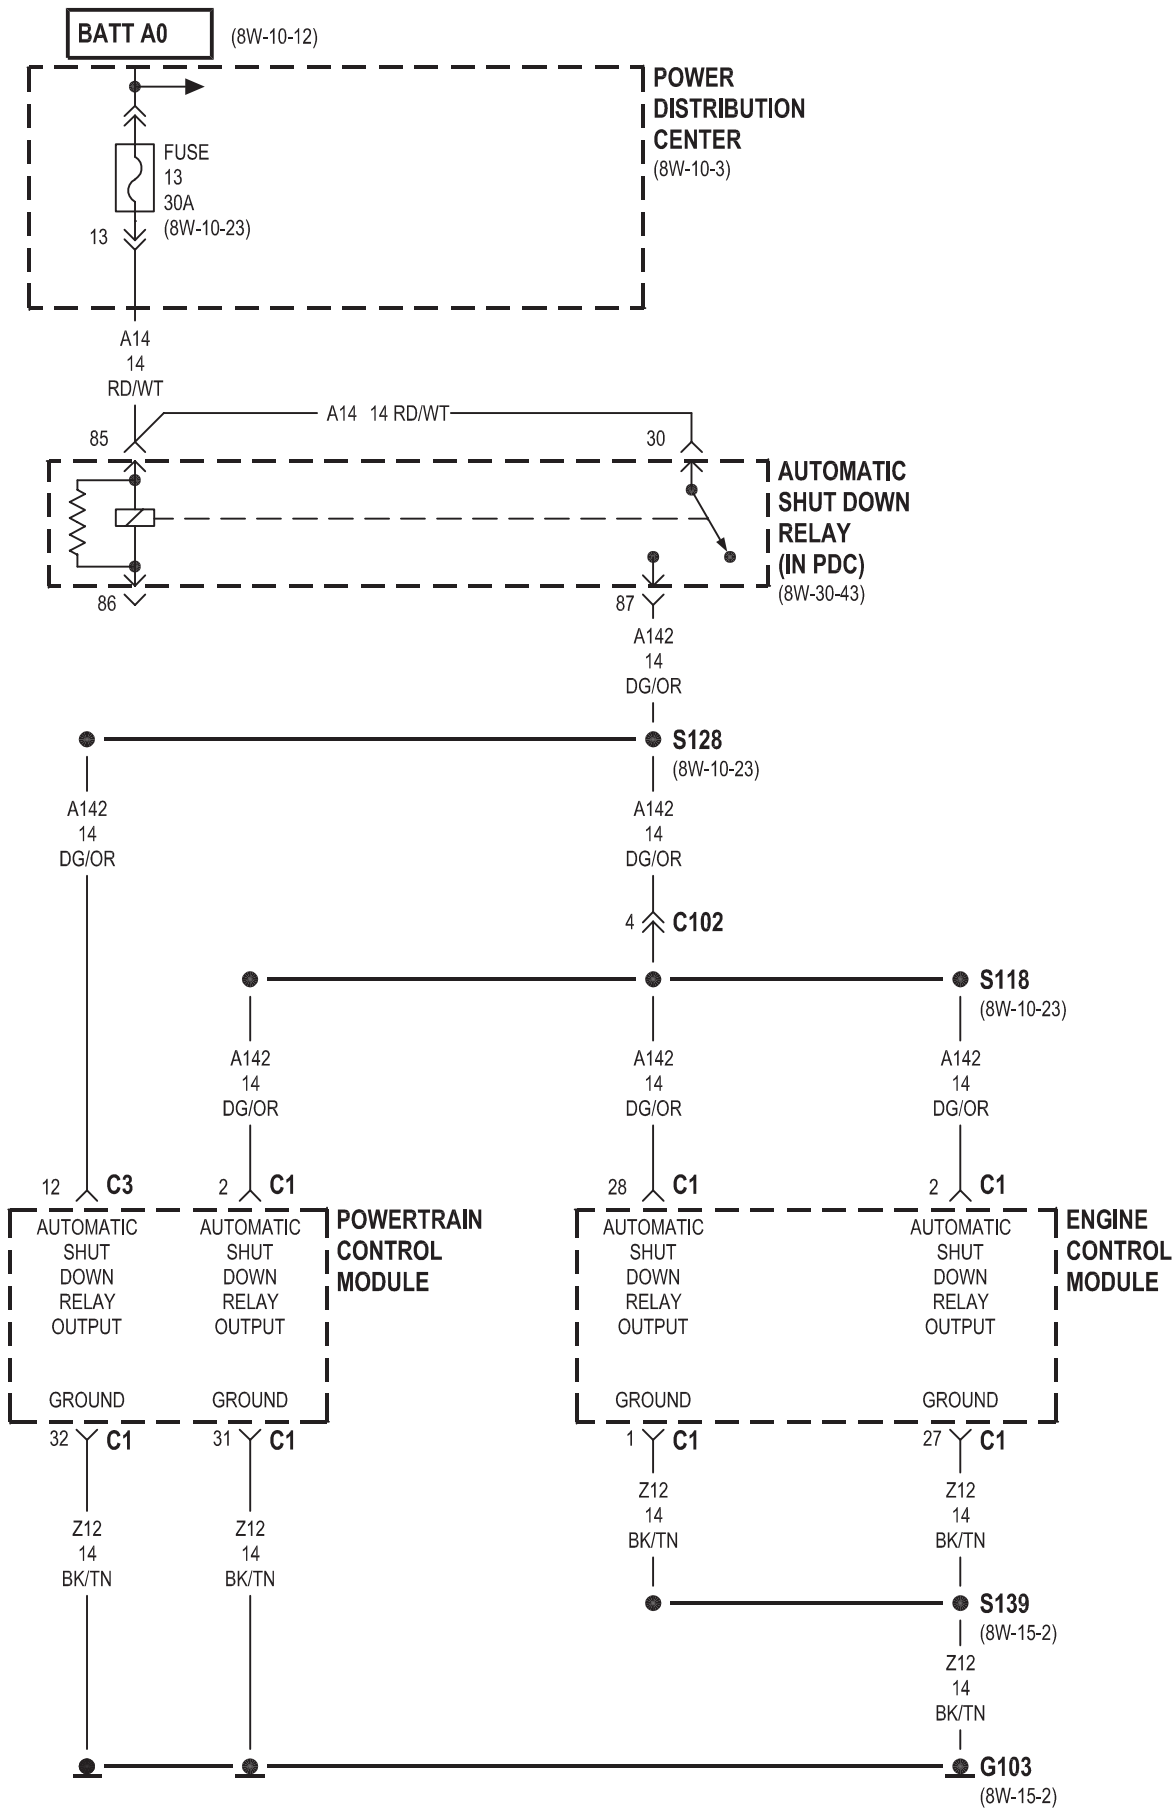 BATT A0 (8W-10-12)
POWER
DISTRIBUTION
CENTER
(8W-10-3)
FUSE
13
30A
(8W-10-23)
13
A14
14
RD/WT
A14 14 RD/WT
85
30
AUTOMATIC
SHUT DOWN
RELAY
(IN PDC)
(8W-30-43)
86
87
A142
14
DG/OR
S128
(8W-10-23)
A142
14
DG/OR
A142
14
DG/OR
4 C102
S118
(8W-10-23)
A142
14
DG/OR
A142
14
DG/OR
A142
14
DG/OR
12 C3
2 C1
28 C1
2 C1
AUTOMATIC
SHUT
DOWN
RELAY
OUTPUT
AUTOMATIC
SHUT
DOWN
RELAY
OUTPUT
POWERTRAIN
CONTROL
MODULE
AUTOMATIC
SHUT
DOWN
RELAY
OUTPUT
AUTOMATIC
SHUT
DOWN
RELAY
OUTPUT
ENGINE
CONTROL
MODULE
GROUND
GROUND
GROUND
GROUND
32 C1
31 C1
1 C1
27 C1
Z12
14
BK/TN
Z12
14
BK/TN
Z12
14
BK/TN
Z12
14
BK/TN
S139
(8W-15-2)
Z12
14
BK/TN
G103
(8W-15-2)